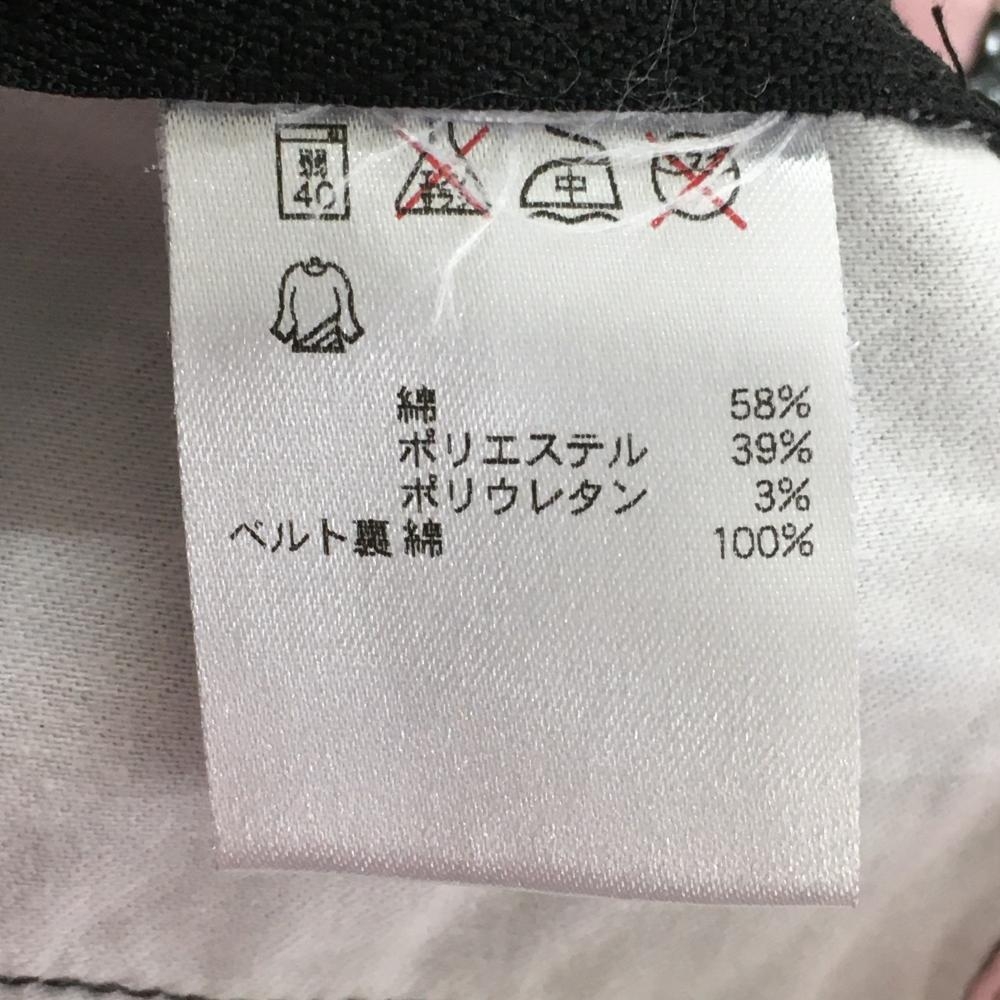 弱
40
中
綿 58%
ポリエステル 39%
ポリウレタン 3%
ベルト裏 綿 100%